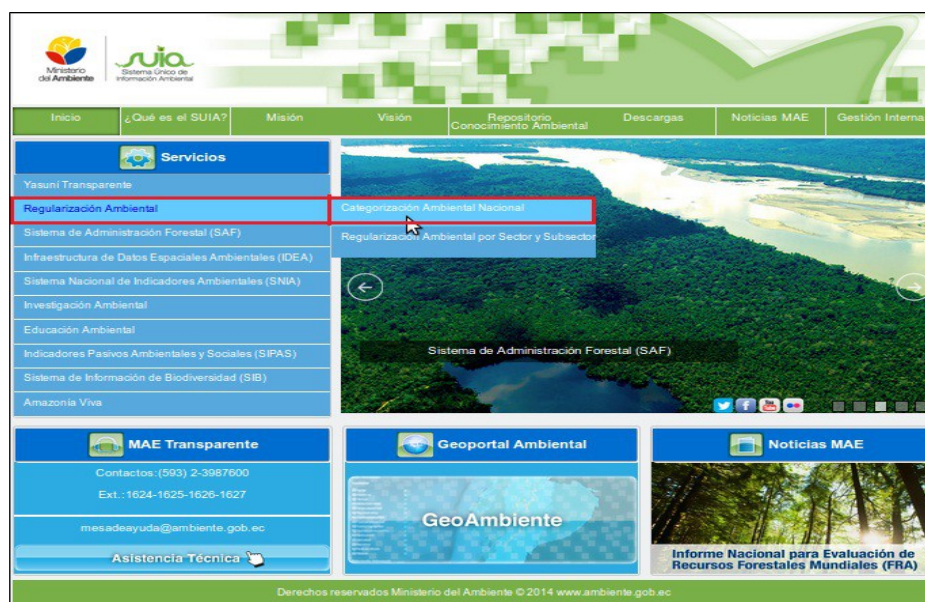 Ministerio
del Ambiente
suia
Sistema Único de
Información Ambiental
Inicio
¿Qué es el SUIA?
Misión
Visión
Repositorio
Conocimiento Ambiental
Descargas
Noticias MAE
Gestión Interna
Servicios
Yasuní Transparente
Regularización Ambiental
Categorización Ambiental Nacional
Sistema de Administración Forestal (SAF)
Regularización Ambiental por Sector y Subsector
Infraestructura de Datos Espaciales Ambientales (IDEA)
Sistema Nacional de Indicadores Ambientales (SNIA)
Investigación Ambiental
Educación Ambiental
Indicadores Pasivos Ambientales y Sociales (SIPAS)
Sistema de Información de Biodiversidad (SIB)
Amazonía Viva
Sistema de Administración Forestal (SAF)
You
Tube
MAE Transparente
Contactos:(593) 2-3987600
Ext.:1624-1625-1626-1627
mesadeayuda@ambiente.gob.ec
Asistencia Técnica
Geoportal Ambiental
GeoAmbiente
Noticias MAE
Informe Nacional para Evaluación de
Recursos Forestales Mundiales (FRA)
Derechos reservados Ministerio del Ambiente © 2014 www.ambiente.gob.ec